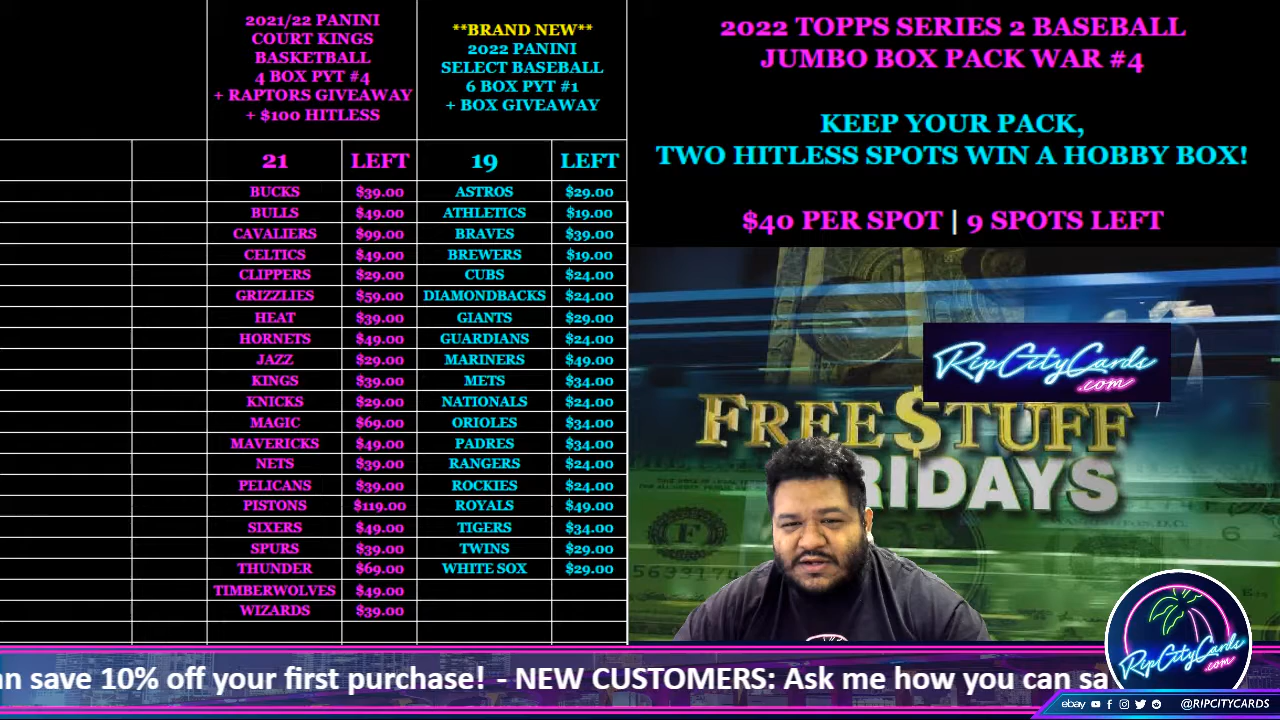 2021/22 PANINI
COURT KINGS
BASKETBALL
4 BOX PYT #4
+ RAPTORS GIVEAWAY
+ $100 HITLESS
21 LEFT
BUCKS $39.00
BULLS $49.00
CAVALIERS $99.00
CELTICS $49.00
CLIPPERS $29.00
GRIZZLIES $59.00
HEAT $39.00
HORNETS $49.00
JAZZ $29.00
KINGS $39.00
KNICKS $29.00
MAGIC $69.00
MAVERICKS $49.00
NETS $39.00
PELICANS $39.00
PISTONS $119.00
SIXERS $49.00
SPURS $39.00
THUNDER $69.00
TIMBERWOLVES $49.00
WIZARDS $39.00
**BRAND NEW**
2022 PANINI
SELECT BASEBALL
6 BOX PYT #1
+ BOX GIVEAWAY
19 LEFT
ASTROS $29.00
ATHLETICS $19.00
BRAVES $39.00
BREWERS $19.00
CUBS $24.00
DIAMONDBACKS $24.00
GIANTS $29.00
GUARDIANS $24.00
MARINERS $49.00
METS $34.00
NATIONALS $24.00
ORIOLES $34.00
PADRES $34.00
RANGERS $24.00
ROCKIES $24.00
ROYALS $49.00
TIGERS $34.00
TWINS $29.00
WHITE SOX $29.00
2022 TOPPS SERIES 2 BASEBALL
JUMBO BOX PACK WAR #4
KEEP YOUR PACK,
TWO HITLESS SPOTS WIN A HOBBY BOX!
$40 PER SPOT | 9 SPOTS LEFT
RipCityCards
.com
FREE $TUFF
RIDAYS
n save 10% off your first purchase! - NEW CUSTOMERS: Ask me how you can sa
RipCityCards
.com
ebay @RIPCITYCARDS